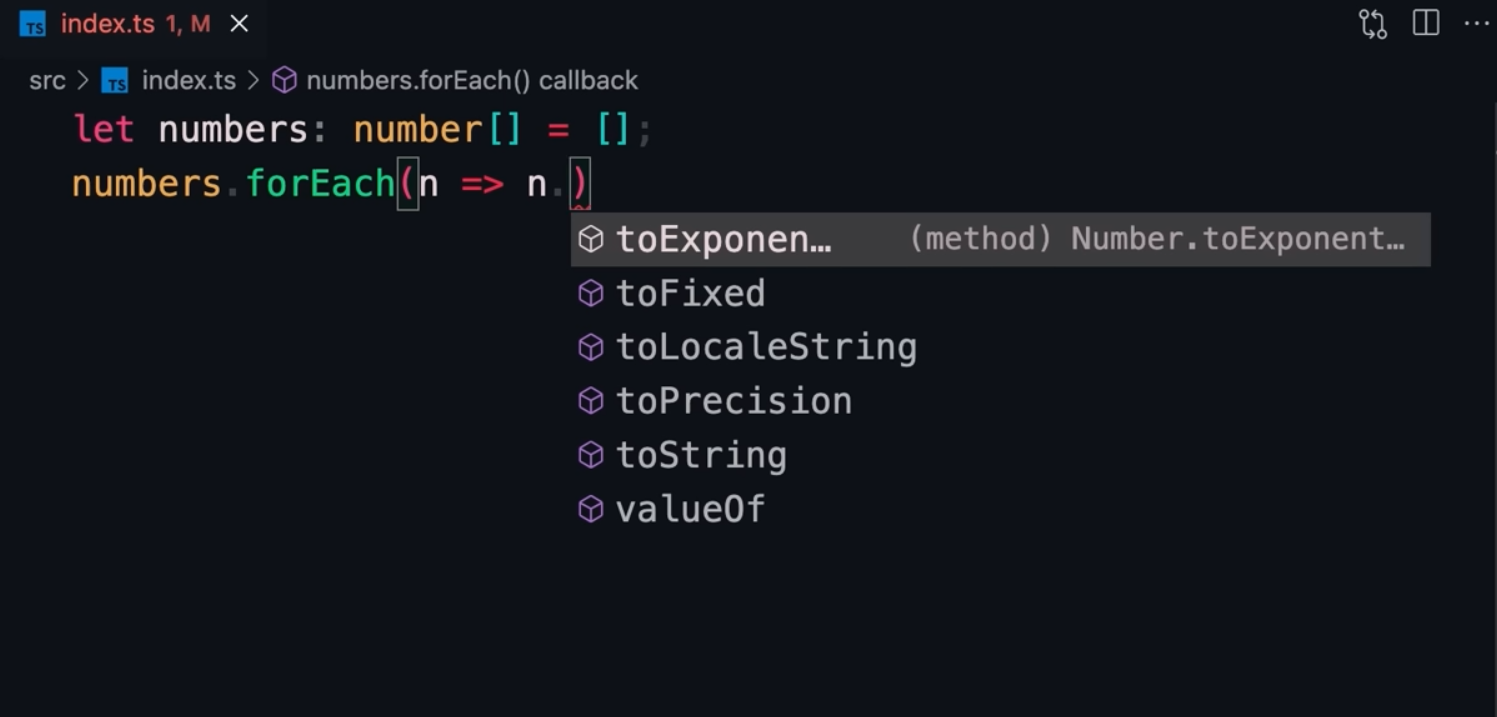 TS index.ts 1, M
src > TS index.ts > numbers.forEach() callback
let numbers: number[] = [];
numbers.forEach(n => n.)
toExponen… (method) Number.toExponent…
toFixed
toLocaleString
toPrecision
toString
valueOf